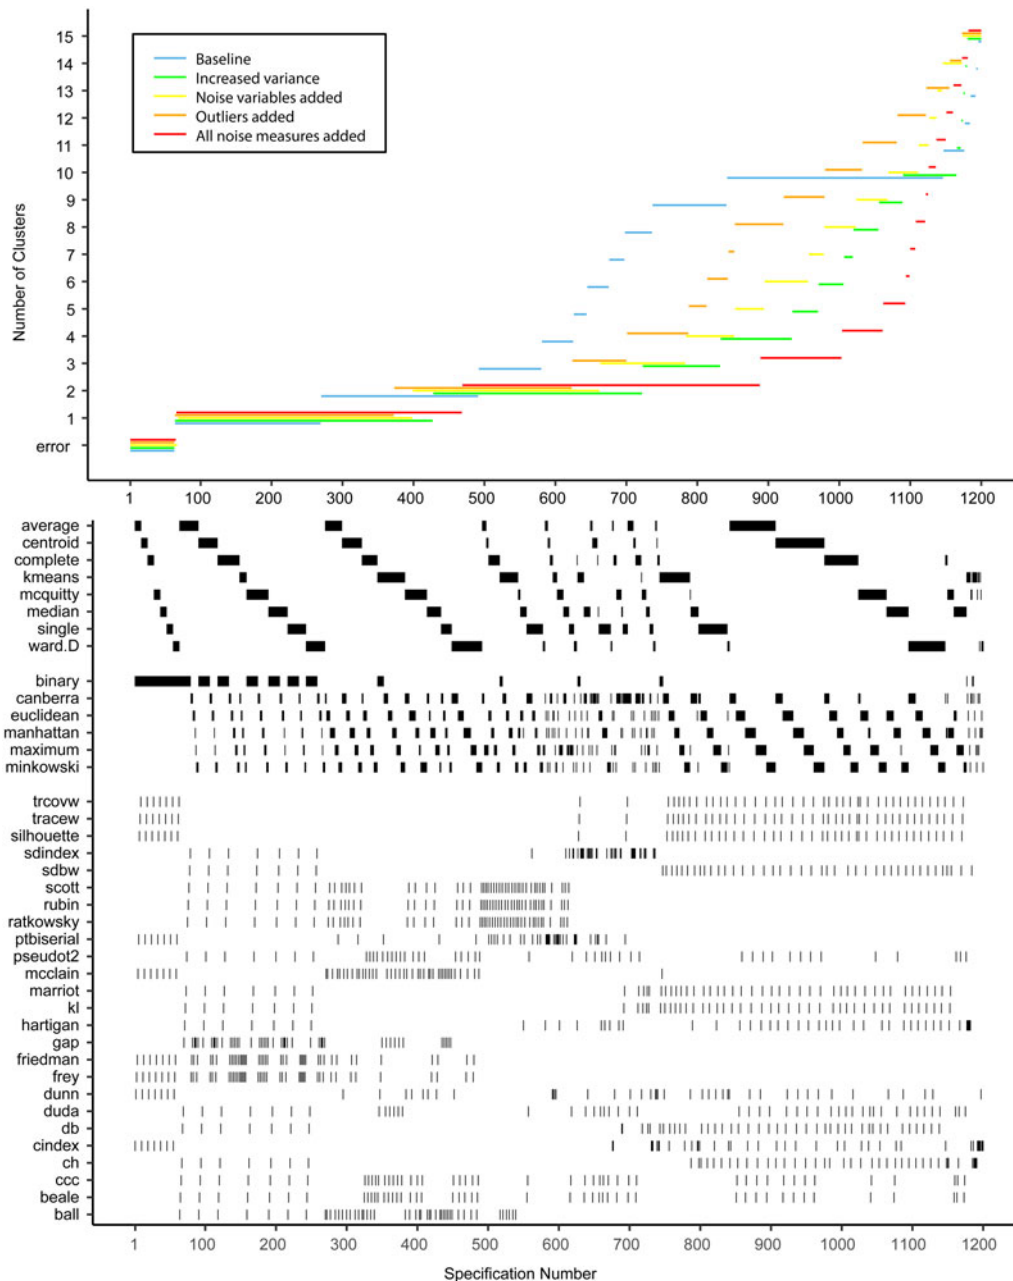 15
14
13
12
11
10
9
8
7
6
5
4
3
2
1
error
Number of Clusters
Baseline
Increased variance
Noise variables added
Outliers added
All noise measures added
1 100 200 300 400 500 600 700 800 900 1000 1100 1200
average
centroid
complete
kmeans
mcquitty
median
single
ward.D
binary
canberra
euclidean
manhattan
maximum
minkowski
trcovw
tracew
silhouette
sdindex
sdbw
scott
rubin
ratkowsky
ptbiserial
pseudot2
mcclain
marriot
kl
hartigan
gap
friedman
frey
dunn
duda
db
cindex
ch
ccc
beale
ball
1 100 200 300 400 500 600 700 800 900 1000 1100 1200
Specification Number